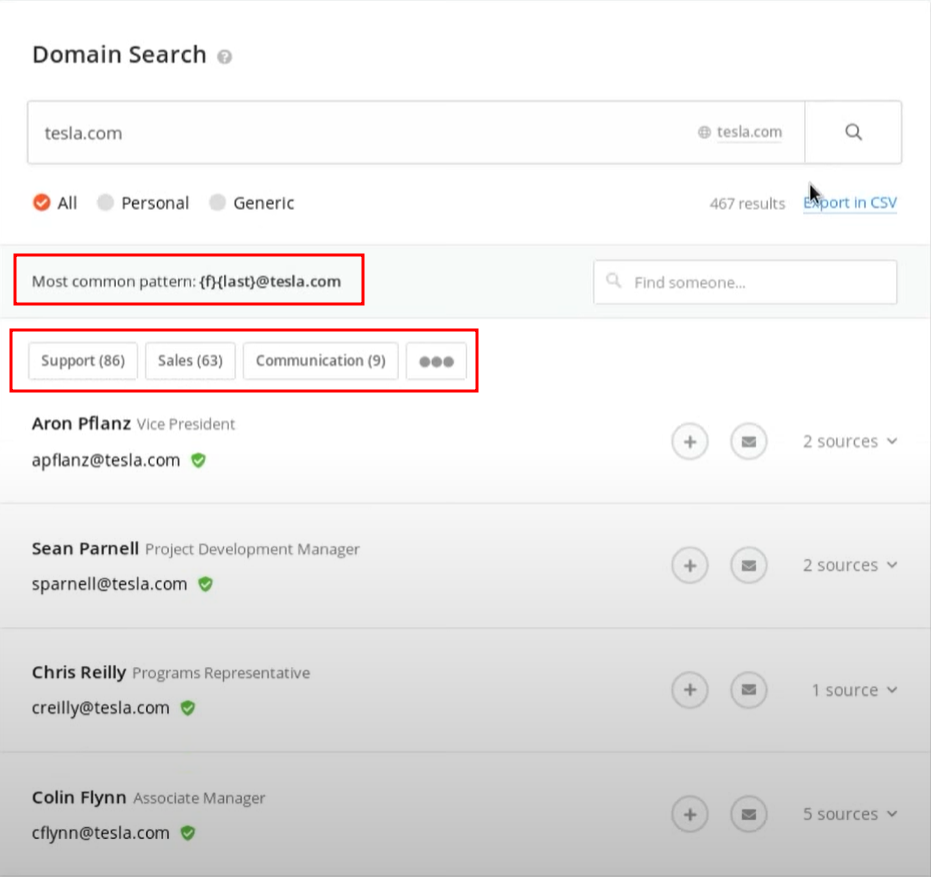 Domain Search ?
tesla.com
tesla.com
All Personal Generic
467 results Export in CSV
Most common pattern: {f}{last}@tesla.com
Find someone...
Support (86) Sales (63) Communication (9)
Aron Pflanz Vice President
apflanz@tesla.com
2 sources
Sean Parnell Project Development Manager
sparnell@tesla.com
2 sources
Chris Reilly Programs Representative
creilly@tesla.com
1 source
Colin Flynn Associate Manager
cflynn@tesla.com
5 sources